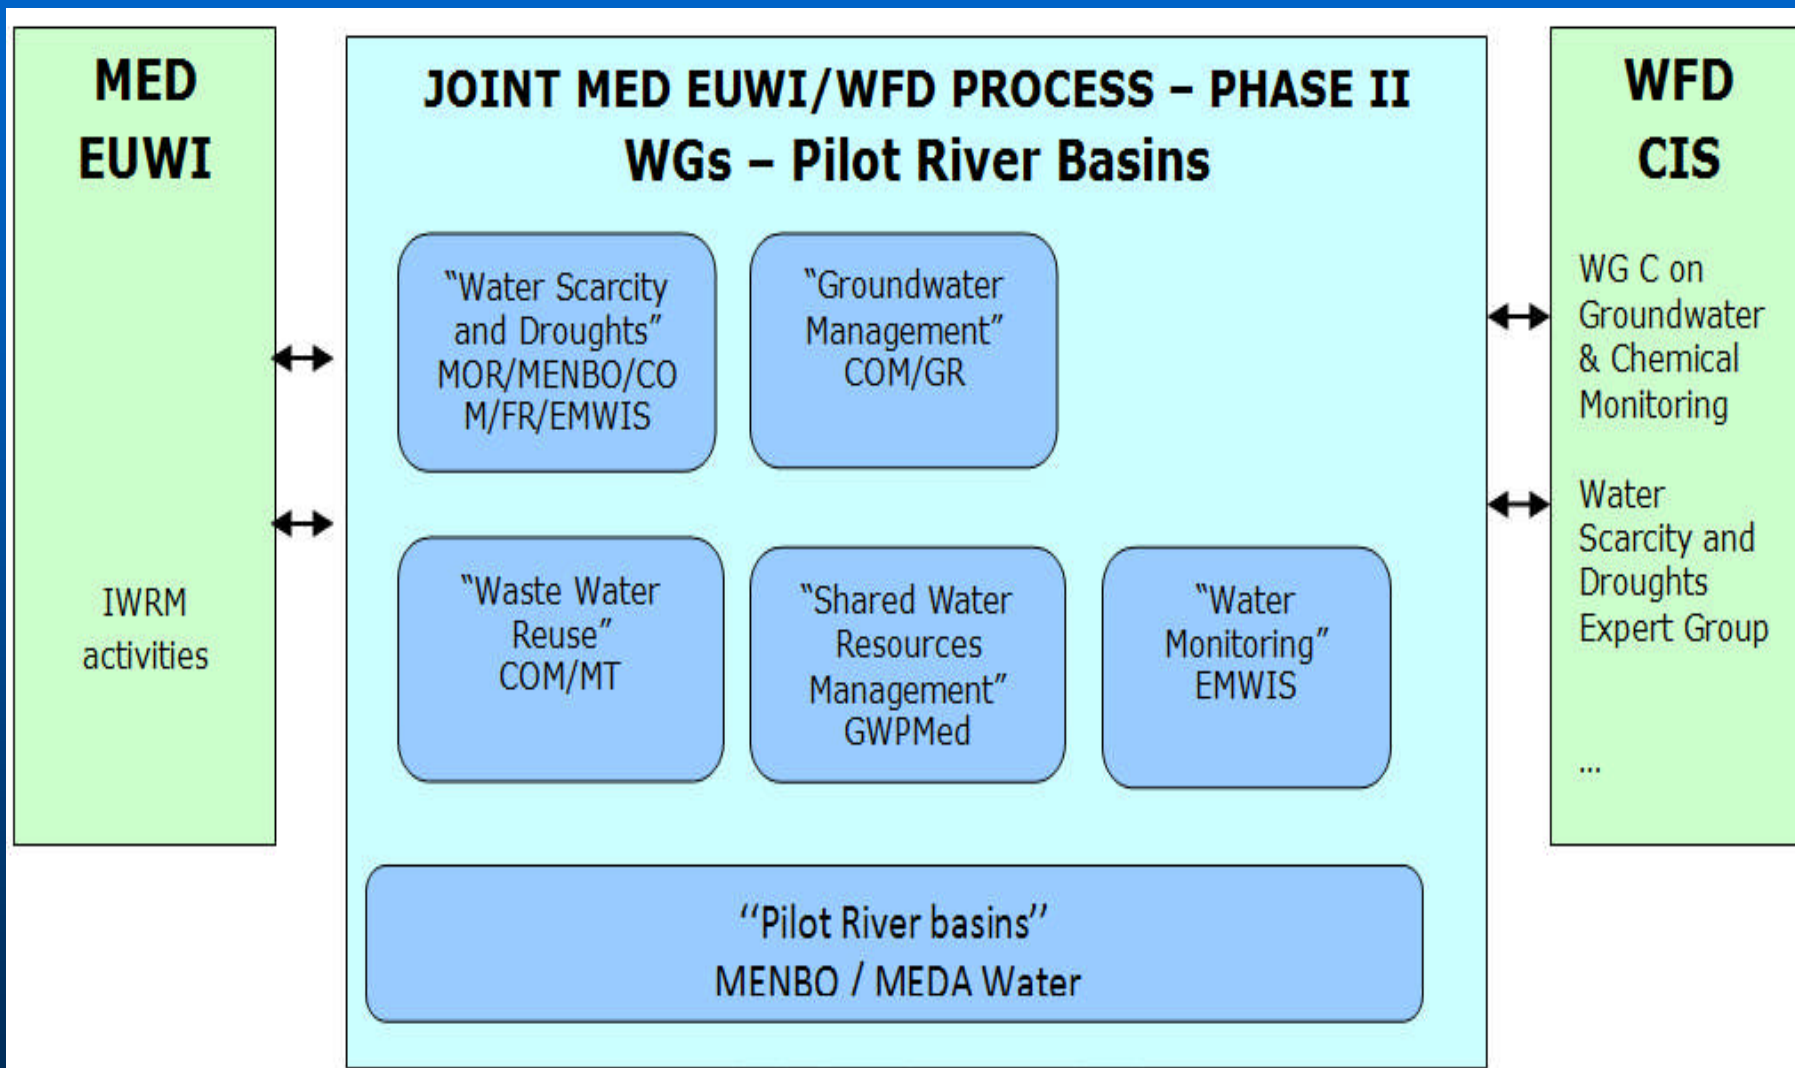 MED
EUWI
IWRM
activities
JOINT MED EUWI/WFD PROCESS – PHASE II
WGs – Pilot River Basins
“Water Scarcity
and Droughts”
MOR/MENBO/CO
M/FR/EMWIS
“Groundwater
Management”
COM/GR
“Waste Water
Reuse”
COM/MT
“Shared Water
Resources
Management”
GWPMed
“Water
Monitoring”
EMWIS
‘‘Pilot River basins’’
MENBO / MEDA Water
WFD
CIS
WG C on
Groundwater
& Chemical
Monitoring
Water
Scarcity and
Droughts
Expert Group
...